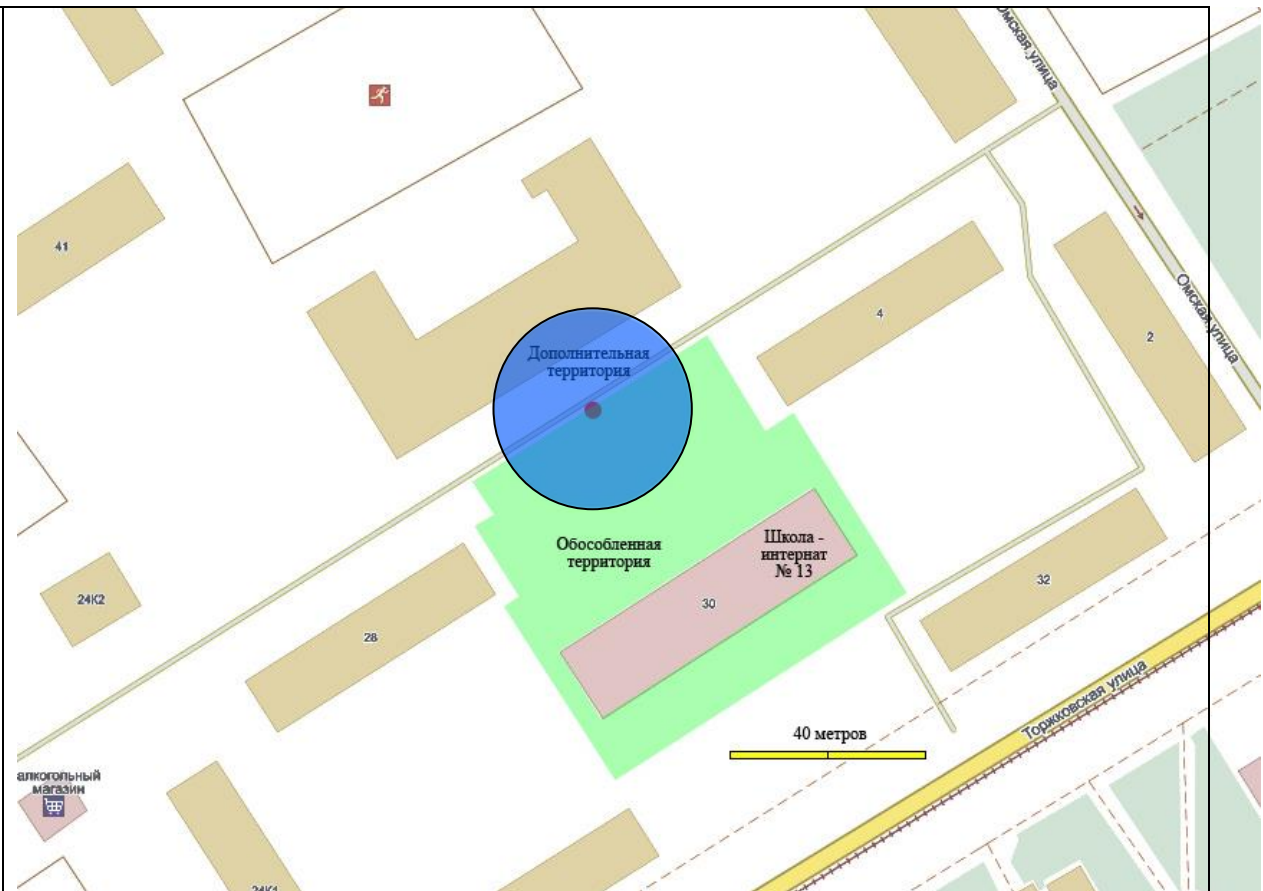 Омская улица
41
4
2
Омская улица
Дополнительная
территория
Обособленная
территория
Школа -
интернат
№ 13
30
24К2
28
32
Торжковская улица
40 метров
алкогольный
магазин
24К1